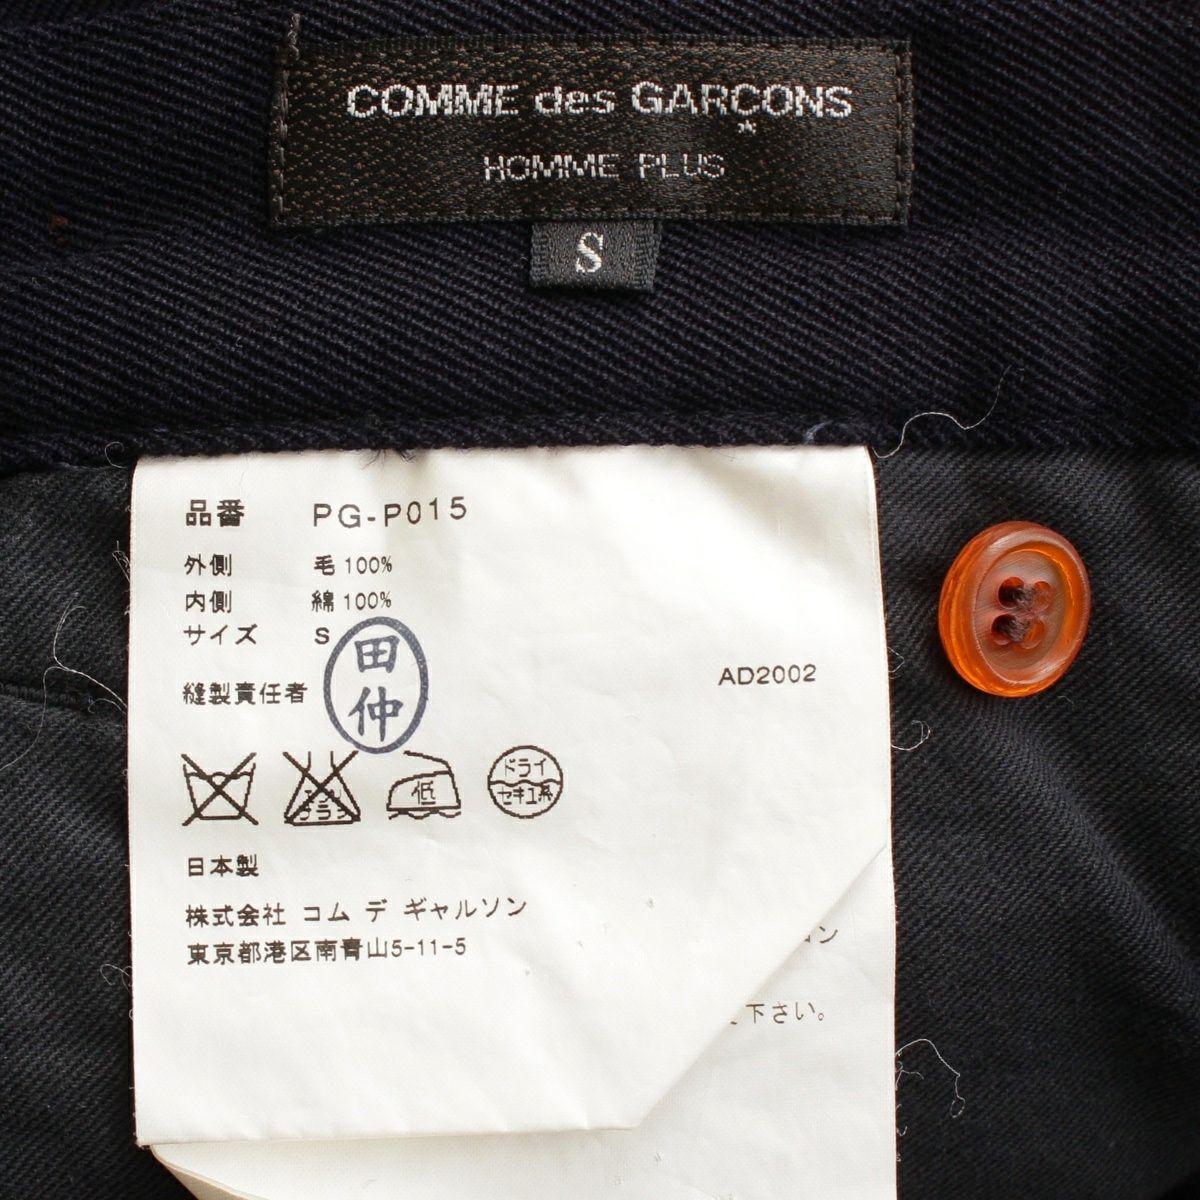 COMME des GARÇONS
HOMME PLUS
S
品番 PG-P015
外側 毛 100%
内側 綿 100%
サイズ S
田仲
縫製責任者
AD2002
低
ドライ
セキユ系
日本製
株式会社 コム デ ギャルソン
東京都港区南青山5-11-5
ン
下さい。